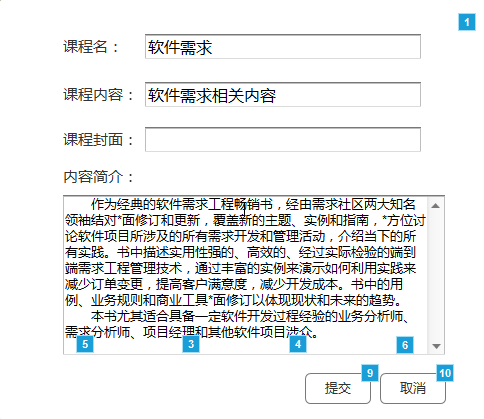 1
课程名： 软件需求
课程内容： 软件需求相关内容
课程封面：
内容简介：
作为经典的软件需求工程畅销书，经由需求社区两大知名
领袖结对*面修订和更新，覆盖新的主题、实例和指南，*方位讨
论软件项目所涉及的所有需求开发和管理活动，介绍当下的所
有实践。书中描述实用性强的、高效的、经过实际检验的端到
端需求工程管理技术，通过丰富的实例来演示如何利用实践来
减少订单变更，提高客户满意度，减少开发成本。书中的用
例、业务规则和商业工具*面修订以体现现状和未来的趋势。
本书尤其适合具备一定软件开发过程经验的业务分析师、
需求分析师、项目经理和其他软件项目涉众。
5 3 4 6
9 10
提交 取消